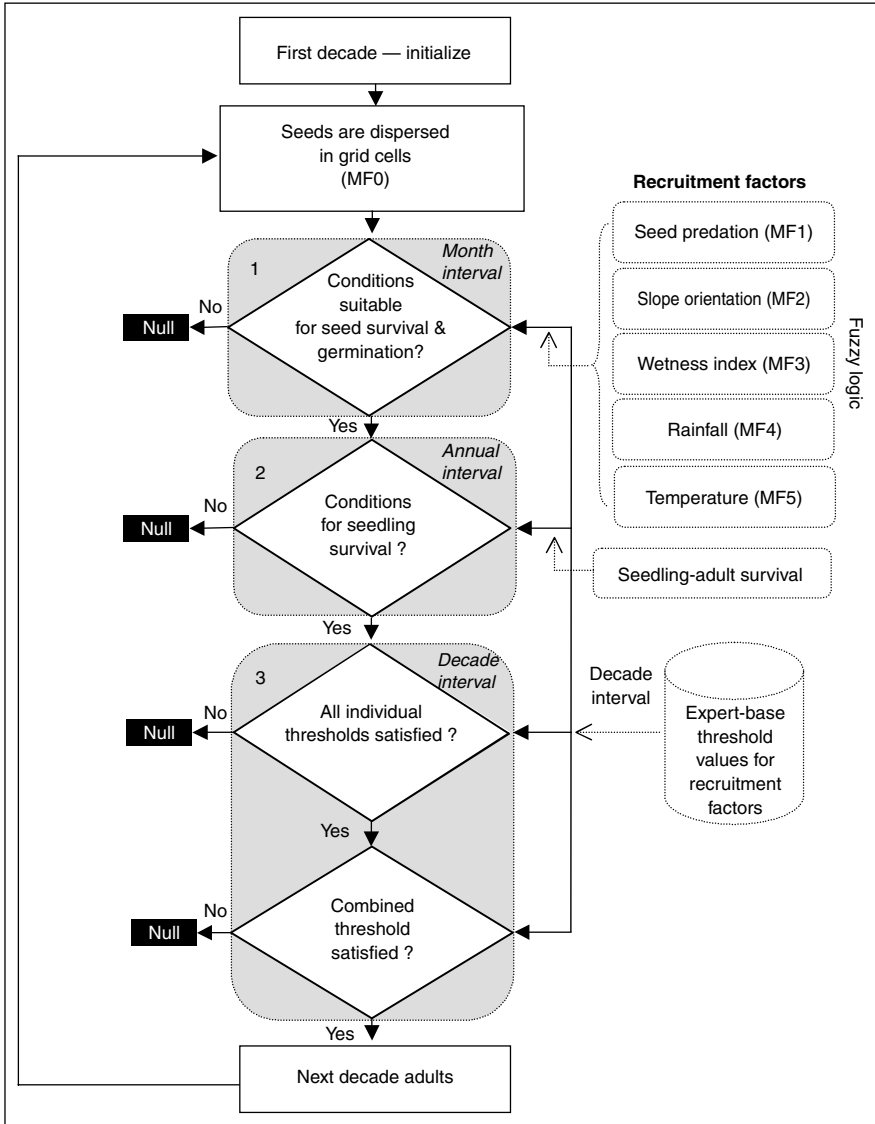 First decade — initialize
Seeds are dispersed
in grid cells
(MF0)
Recruitment factors
Seed predation (MF1)
Slope orientation (MF2)
Wetness index (MF3)
Rainfall (MF4)
Temperature (MF5)
Fuzzy logic
1
Month
interval
Conditions
suitable
for seed survival &
germination?
No
Null
Yes
2
Annual
interval
Conditions
for seedling
survival ?
No
Null
Seedling-adult survival
Yes
3
Decade
interval
All individual
thresholds satisfied ?
No
Null
Decade
interval
Expert-base
threshold
values for
recruitment
factors
Yes
Combined
threshold
satisfied ?
No
Null
Yes
Next decade adults